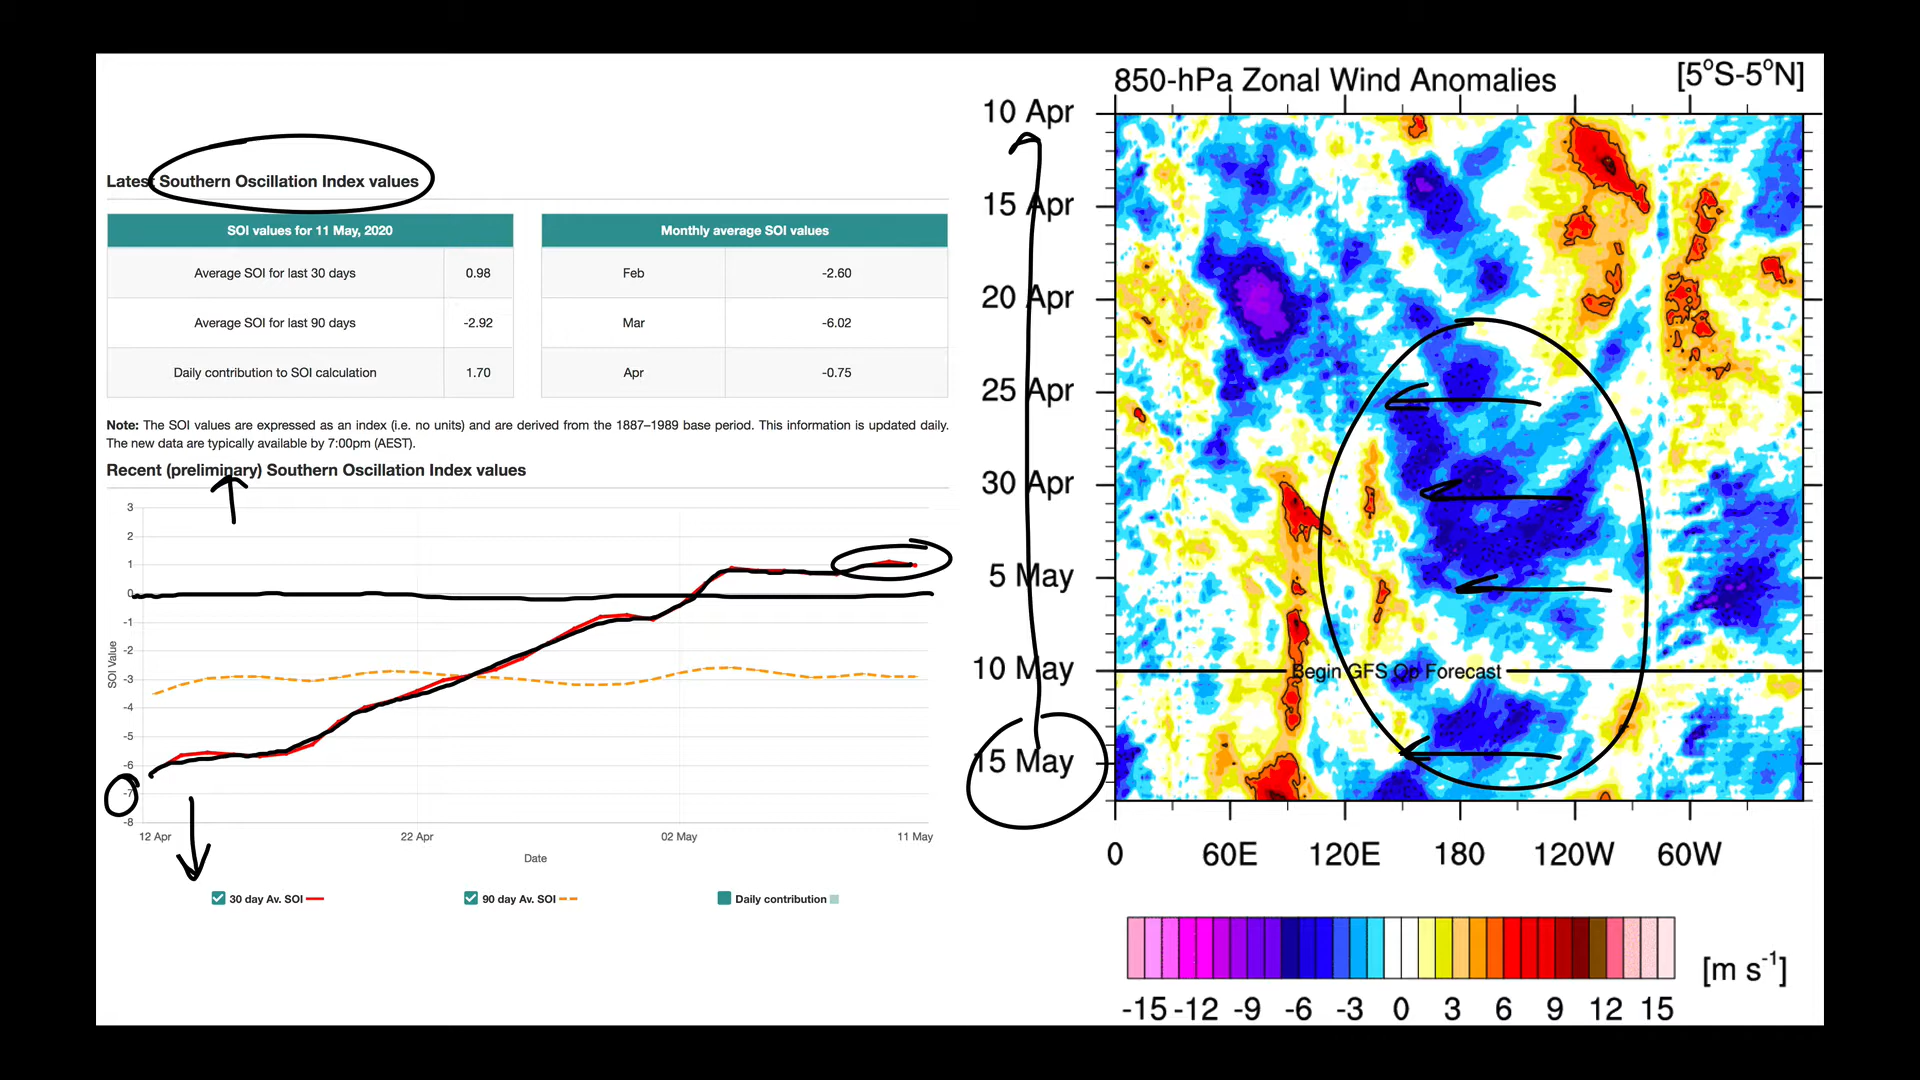 Latest Southern Oscillation Index values
SOI values for 11 May, 2020
Average SOI for last 30 days 0.98
Average SOI for last 90 days -2.92
Daily contribution to SOI calculation 1.70
Monthly average SOI values
Feb -2.60
Mar -6.02
Apr -0.75
Note: The SOI values are expressed as an index (i.e. no units) and are derived from the 1887–1989 base period. This information is updated daily.
The new data are typically available by 7:00pm (AEST).
Recent (preliminary) Southern Oscillation Index values
3
2
1
0
-1
-2
-3
-4
-5
-6
-7
-8
SOI Value
12 Apr 22 Apr 02 May 11 May
Date
30 day Av. SOI 90 day Av. SOI Daily contribution
850-hPa Zonal Wind Anomalies [5°S-5°N]
10 Apr
15 Apr
20 Apr
25 Apr
30 Apr
5 May
10 May
Begin GFS Op Forecast
15 May
0 60E 120E 180 120W 60W
[m s-1]
-15 -12 -9 -6 -3 0 3 6 9 12 15